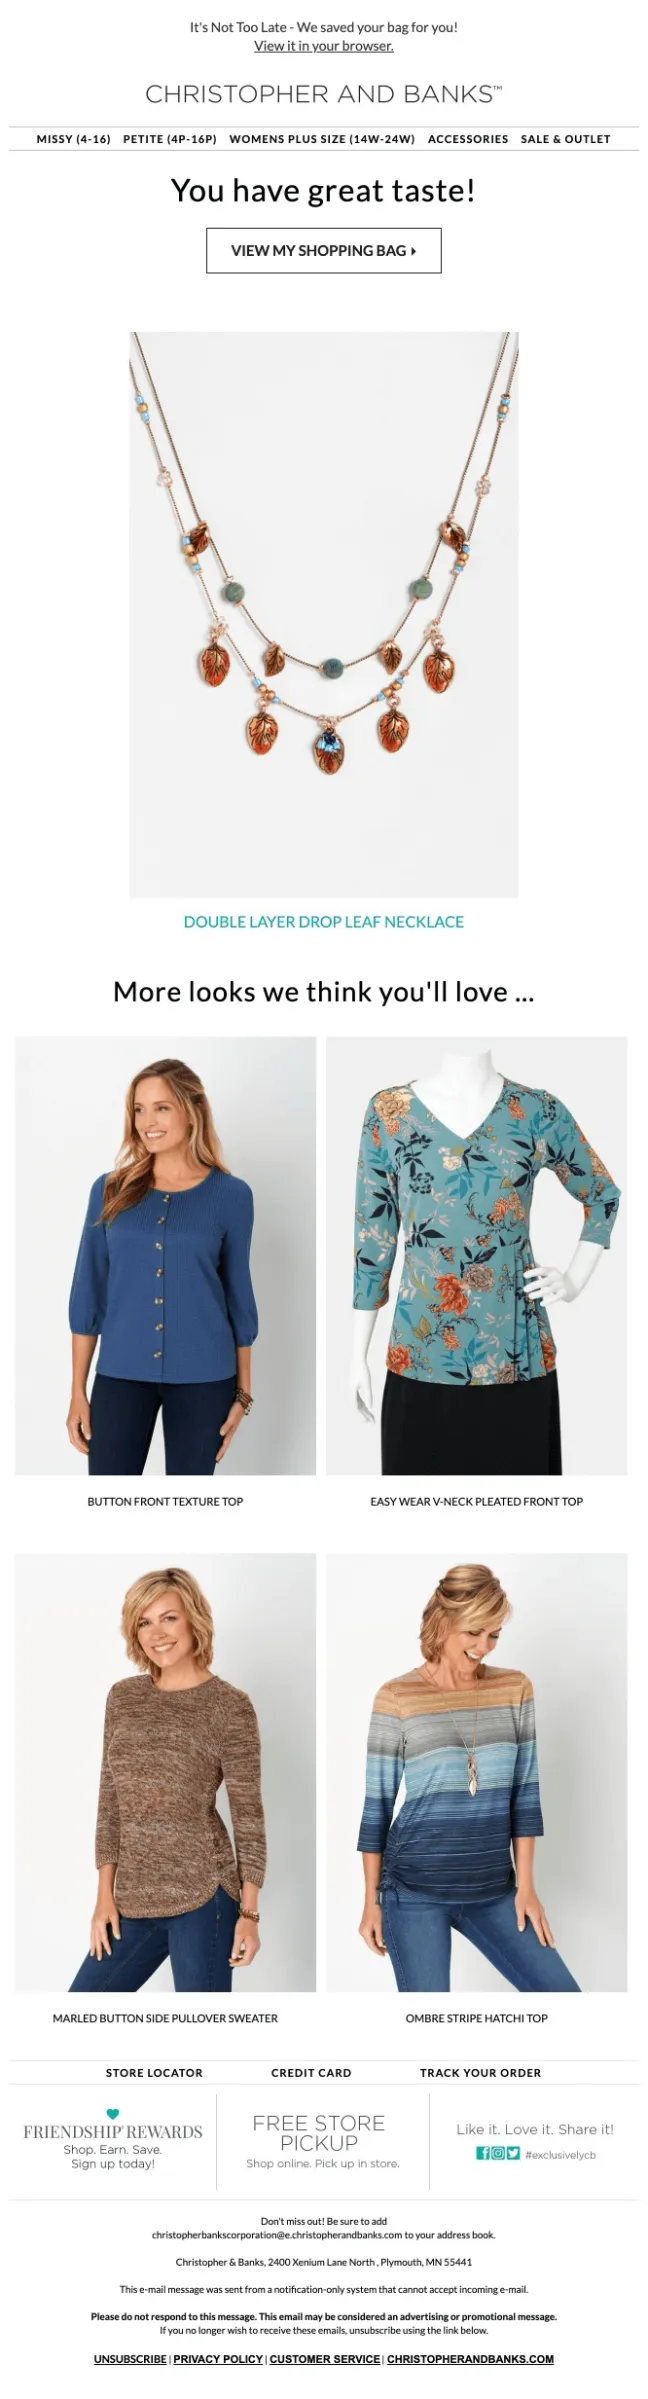 It's Not Too Late - We saved your bag for you!
View it in your browser.
CHRISTOPHER AND BANKS™
MISSY (4-16) PETITE (4P-16P) WOMENS PLUS SIZE (14W-24W) ACCESSORIES SALE & OUTLET
You have great taste!
VIEW MY SHOPPING BAG
DOUBLE LAYER DROP LEAF NECKLACE
More looks we think you'll love ...
BUTTON FRONT TEXTURE TOP
EASY WEAR V-NECK PLEATED FRONT TOP
MARLED BUTTON SIDE PULLOVER SWEATER
OMBRE STRIPE HATCHI TOP
STORE LOCATOR CREDIT CARD TRACK YOUR ORDER
FRIENDSHIP REWARDS
Shop. Earn. Save.
Sign up today!
FREE STORE
PICKUP
Shop online. Pick up in store.
Like it. Love it. Share it!
#exclusivelycb
Don't miss out! Be sure to add
christopherbankscorporation@e.christopherandbanks.com to your address book.
Christopher & Banks, 2400 Xenium Lane North , Plymouth, MN 55441
This e-mail message was sent from a notification-only system that cannot accept incoming e-mail.
Please do not respond to this message. This email may be considered an advertising or promotional message.
If you no longer wish to receive these emails, unsubscribe using the link below.
UNSUBSCRIBE | PRIVACY POLICY | CUSTOMER SERVICE | CHRISTOPHERANDBANKS.COM